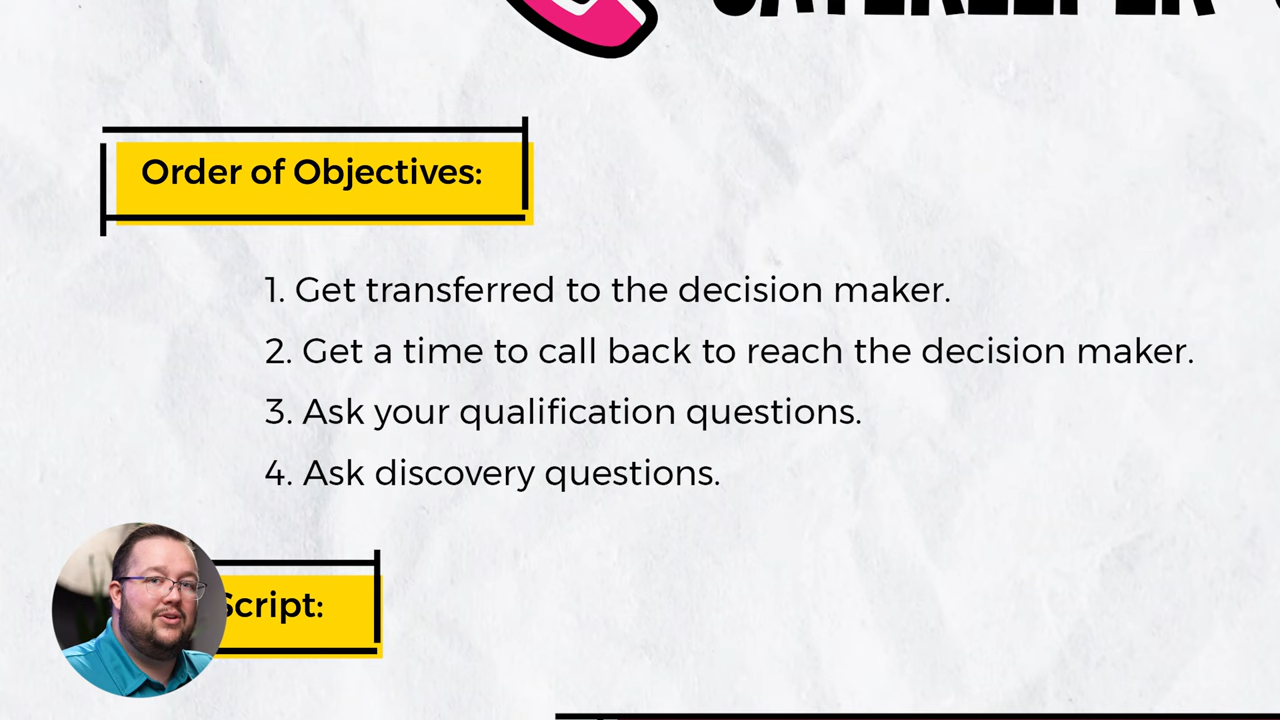 GATEKEEPER
Order of Objectives:
1. Get transferred to the decision maker.
2. Get a time to call back to reach the decision maker.
3. Ask your qualification questions.
4. Ask discovery questions.
Script: